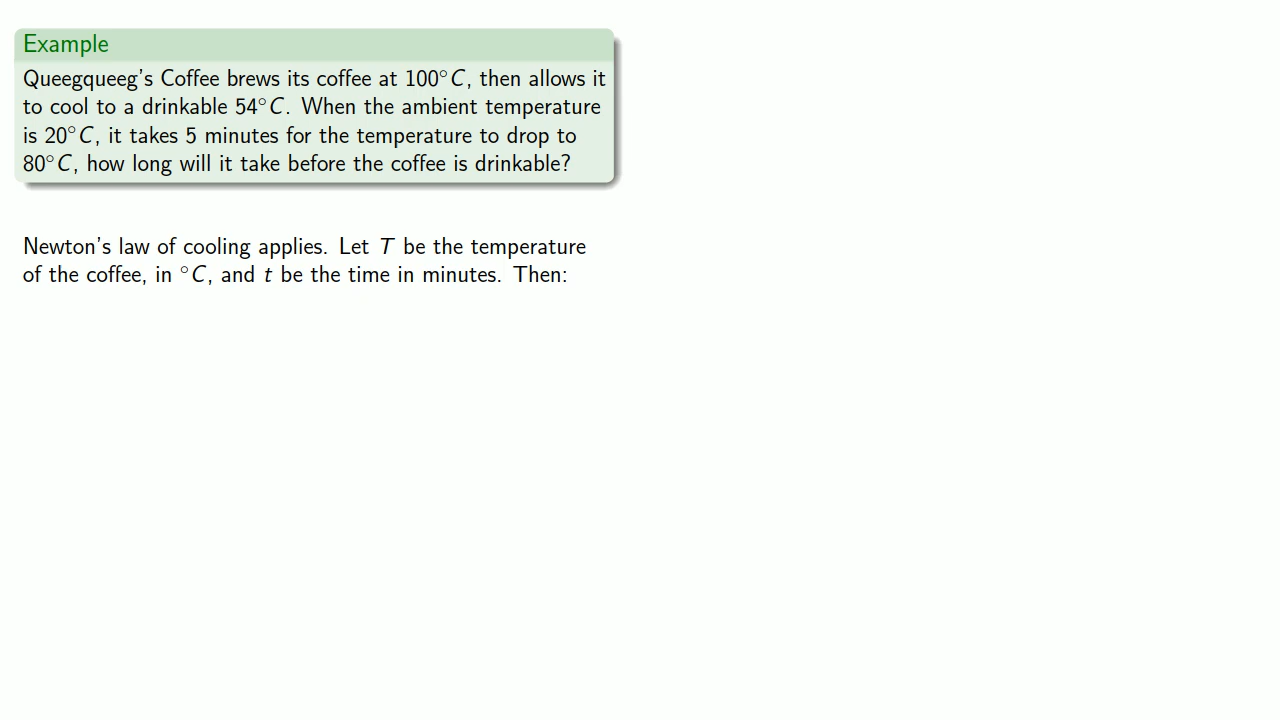 Example
Queegqueeg's Coffee brews its coffee at 100°C, then allows it
to cool to a drinkable 54°C. When the ambient temperature
is 20°C, it takes 5 minutes for the temperature to drop to
80°C, how long will it take before the coffee is drinkable?
Newton's law of cooling applies. Let T be the temperature
of the coffee, in °C, and t be the time in minutes. Then: